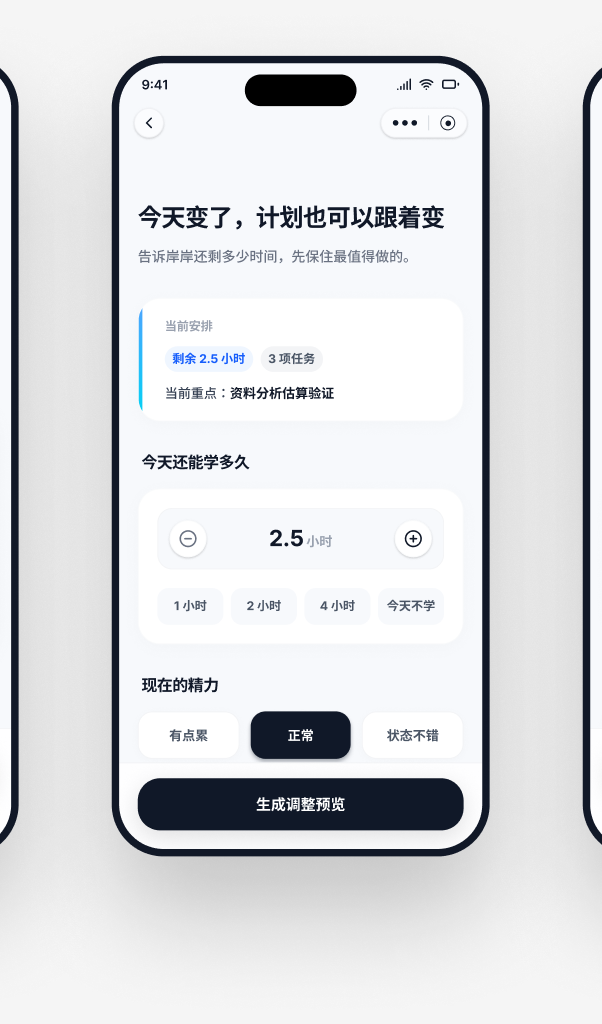 9:41
今天变了，计划也可以跟着变
告诉岸岸还剩多少时间，先保住最值得做的。
当前安排
剩余 2.5 小时 3 项任务
当前重点：资料分析估算验证
今天还能学多久
2.5 小时
1 小时 2 小时 4 小时 今天不学
现在的精力
有点累 正常 状态不错
生成调整预览